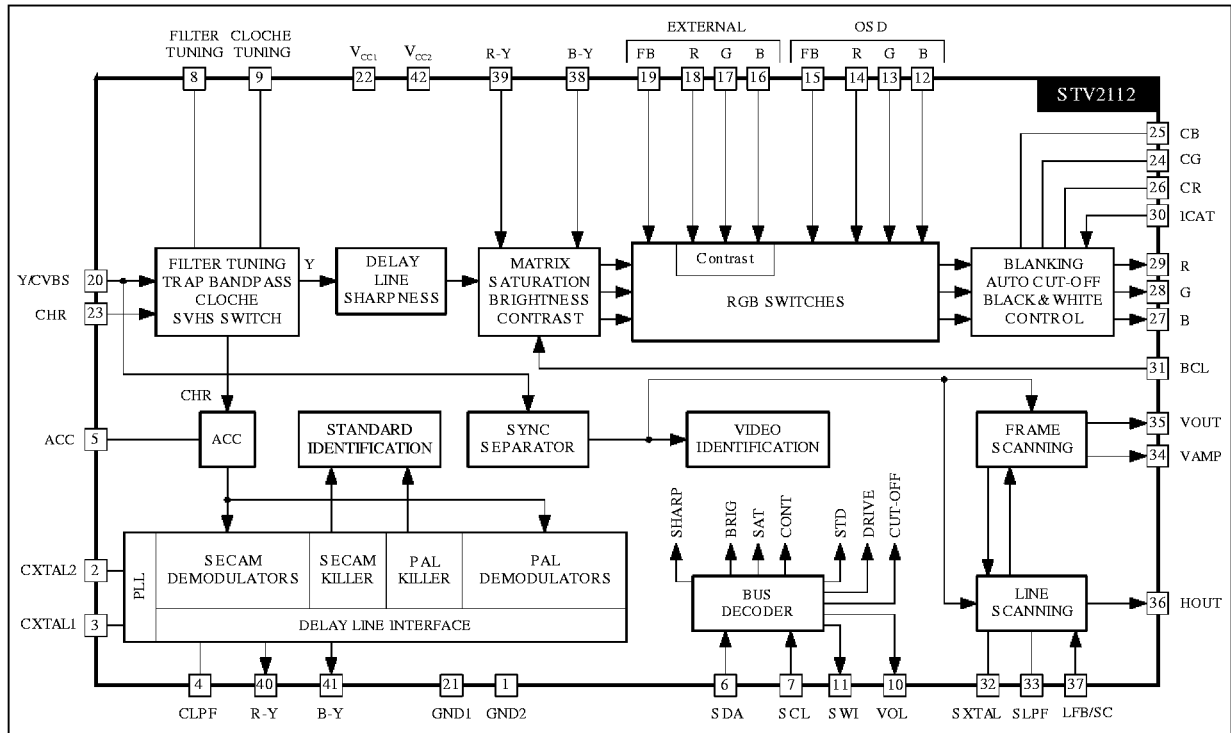 EXTERNAL OSD
FILTER TUNING CLOCHE TUNING VCC1 VCC2 R-Y B-Y FB R G B FB R G B
8 9 22 42 39 38 19 18 17 16 15 14 13 12
STV2112
25 CB
24 CG
26 CR
30 ICAT
Y/CVBS 20
CHR 23
FILTER TUNING
TRAP BANDPASS
CLOCHE
SVHS SWITCH
Y
DELAY
LINE
SHARPNESS
MATRIX
SATURATION
BRIGHTNESS
CONTRAST
Contrast
RGB SWITCHES
BLANKING
AUTO CUT-OFF
BLACK & WHITE
CONTROL
29 R
28 G
27 B
31 BCL
CHR
ACC 5
ACC
STANDARD
IDENTIFICATION
SYNC
SEPARATOR
VIDEO
IDENTIFICATION
FRAME
SCANNING
35 VOUT
34 VAMP
SHARP BRIG SAT CONT STD DRIVE CUT-OFF
CXTAL2 2
CXTAL1 3
PLL
SECAM
DEMODULATORS
SECAM
KILLER
PAL
KILLER
PAL
DEMODULATORS
DELAY LINE INTERFACE
BUS
DECODER
LINE
SCANNING
36 HOUT
4 40 41 21 1 6 7 11 10 32 33 37
CLPF R-Y B-Y GND1 GND2 SDA SCL SWI VOL SXTAL SLPF LFB/SC